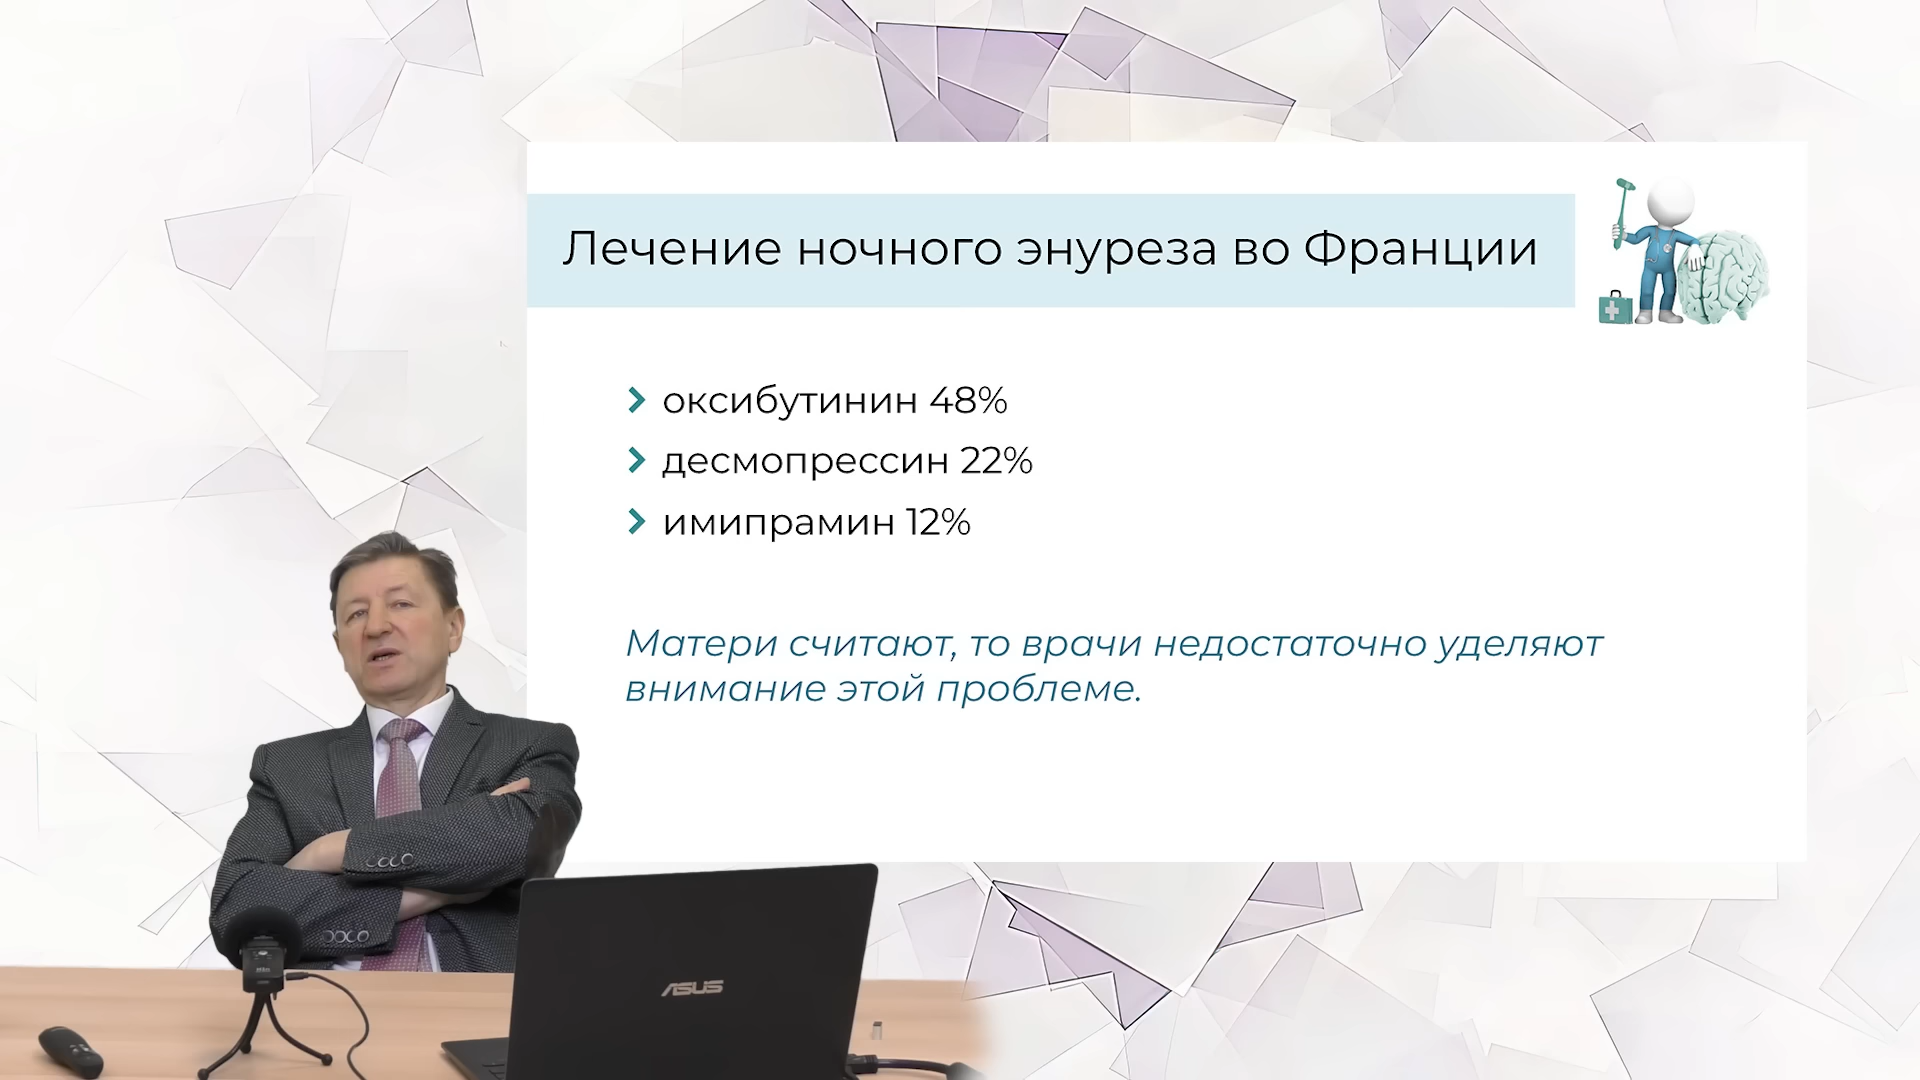 Лечение ночного энуреза во Франции
оксибутинин 48%
десмопрессин 22%
имипрамин 12%
Матери считают, то врачи недостаточно уделяют
внимание этой проблеме.
ASUS